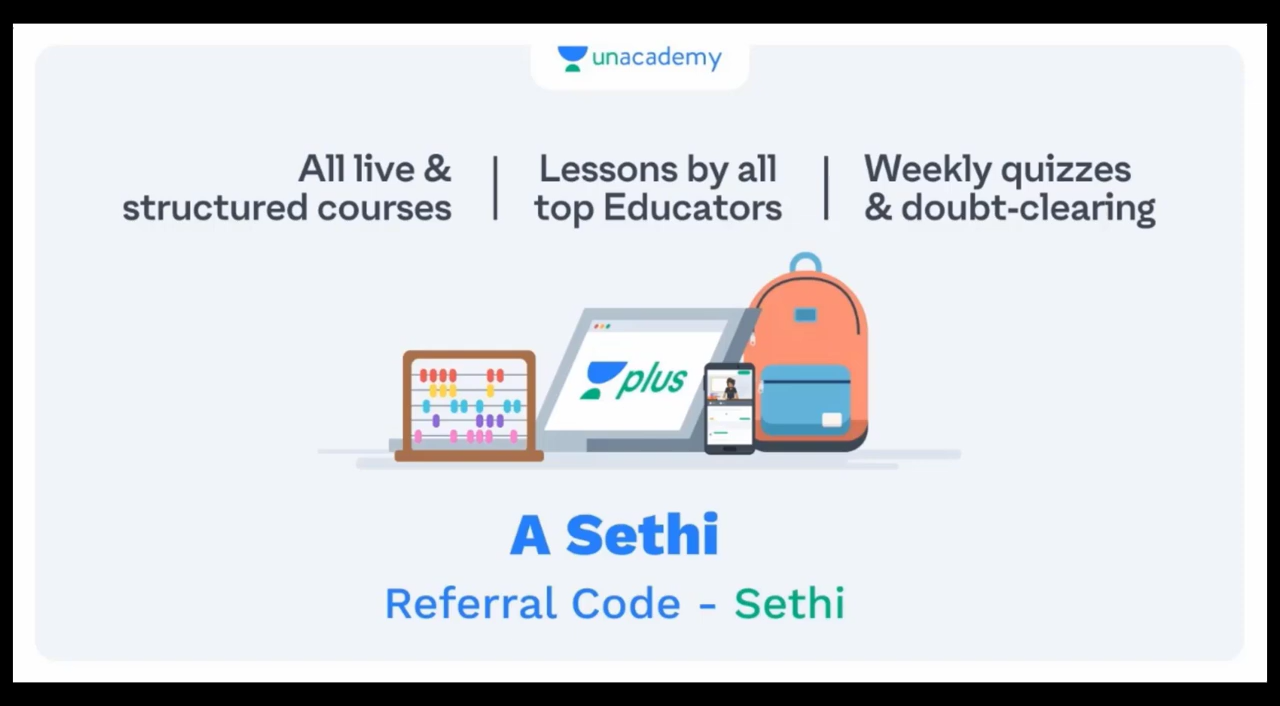 unacademy
All live &
structured courses
Lessons by all
top Educators
Weekly quizzes
& doubt-clearing
plus
A Sethi
Referral Code - Sethi